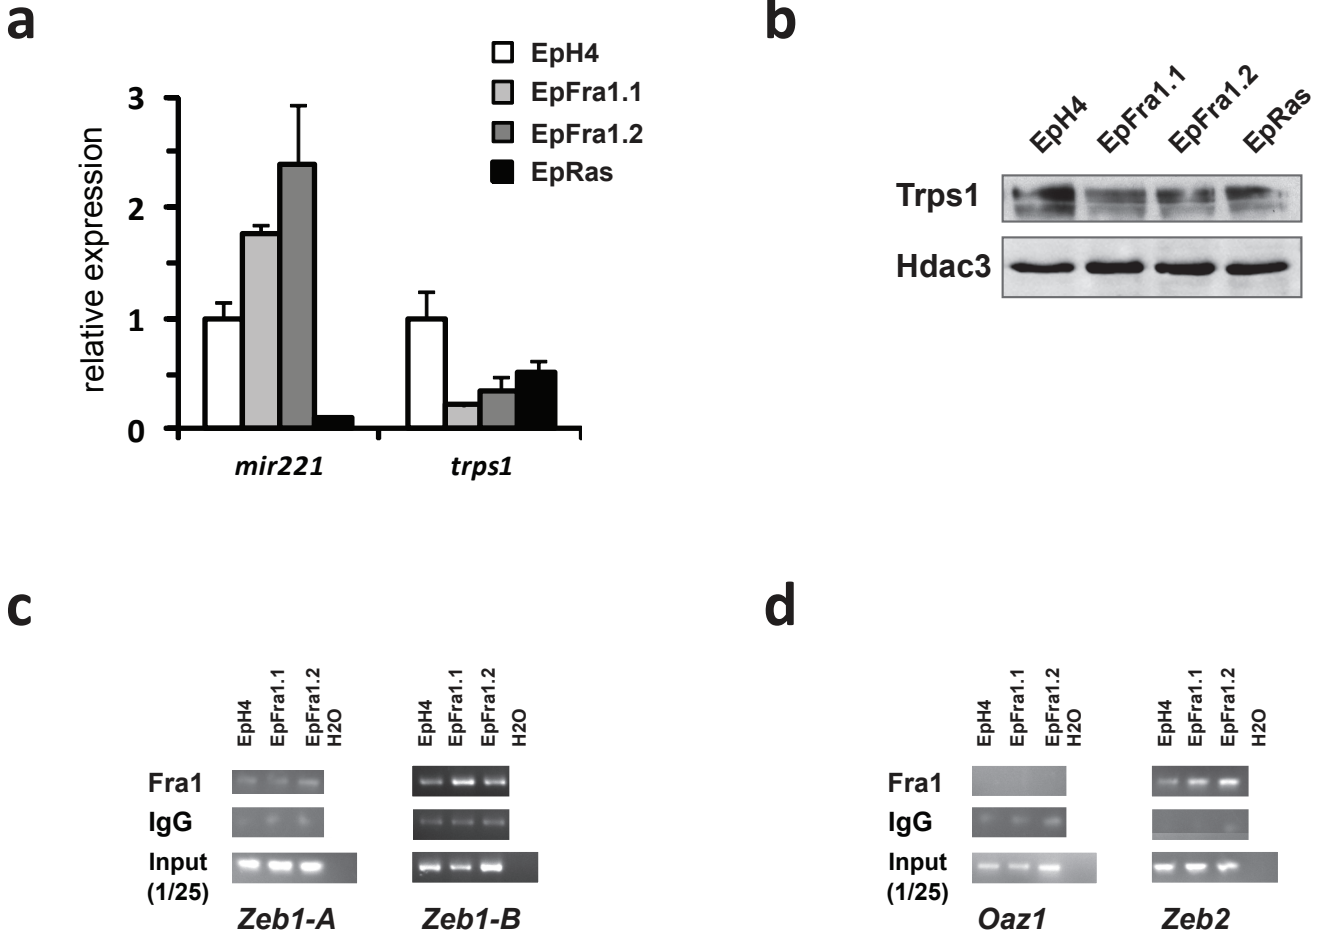 a
EpH4
EpFra1.1
EpFra1.2
EpRas
relative expression
3
2
1
0
mir221 trps1
b
EpH4 EpFra1.1 EpFra1.2 EpRas
Trps1
Hdac3
c
EpH4 EpFra1.1 EpFra1.2 H2O EpH4 EpFra1.1 EpFra1.2 H2O
Fra1
IgG
Input
(1/25)
Zeb1-A Zeb1-B
d
EpH4 EpFra1.1 EpFra1.2 H2O EpH4 EpFra1.1 EpFra1.2 H2O
Fra1
IgG
Input
(1/25)
Oaz1 Zeb2